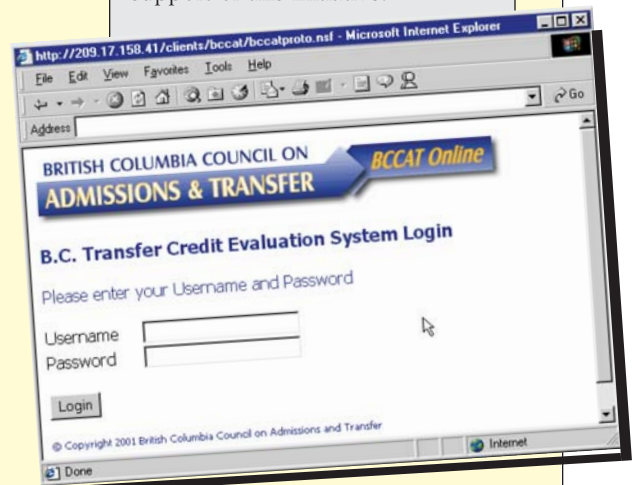 http://209.17.158.41/clients/bccat/bccatproto.nsf - Microsoft Internet Explorer
File Edit View Favorites Tools Help
Address
Go
BRITISH COLUMBIA COUNCIL ON
ADMISSIONS & TRANSFER
BCCAT Online
B.C. Transfer Credit Evaluation System Login
Please enter your Username and Password
Username
Password
Login
© Copyright 2001 British Columbia Council on Admissions and Transfer
Done
Internet